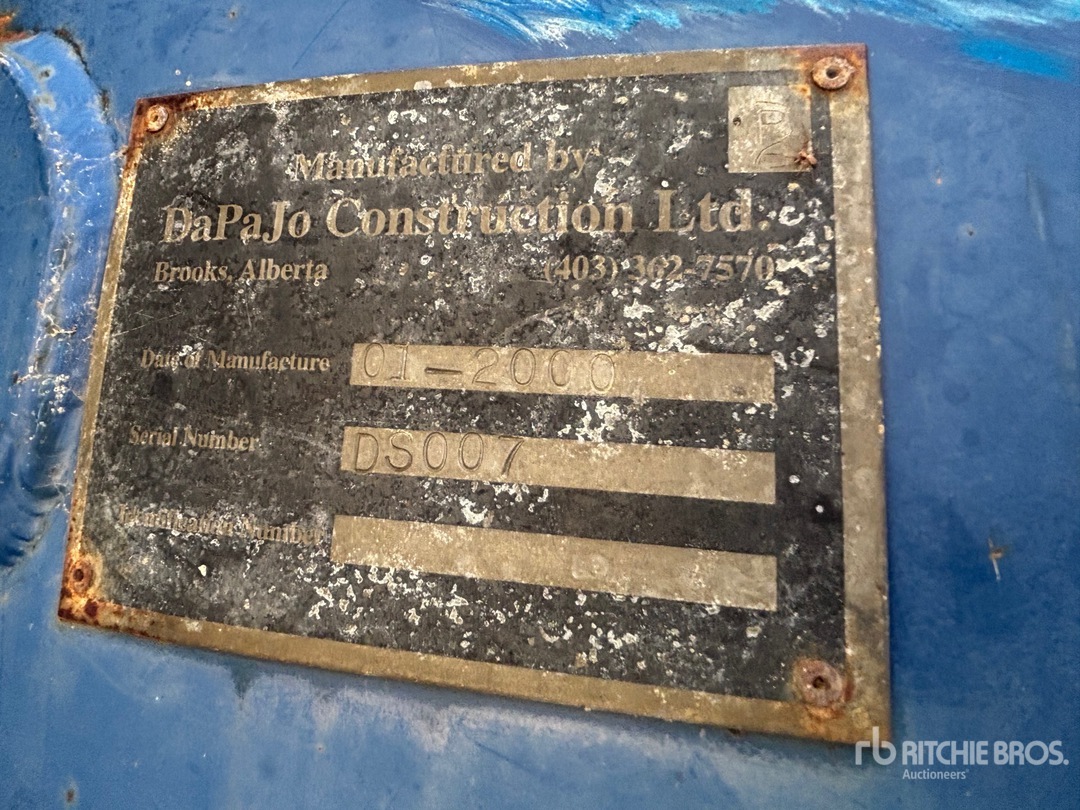 Manufactured by
DaPaJo Construction Ltd.
Brooks, Alberta (403) 362-7570
Date of Manufacture 01-2000
Serial Number DS007
Identification Number
rb RITCHIE BROS.
Auctioneers